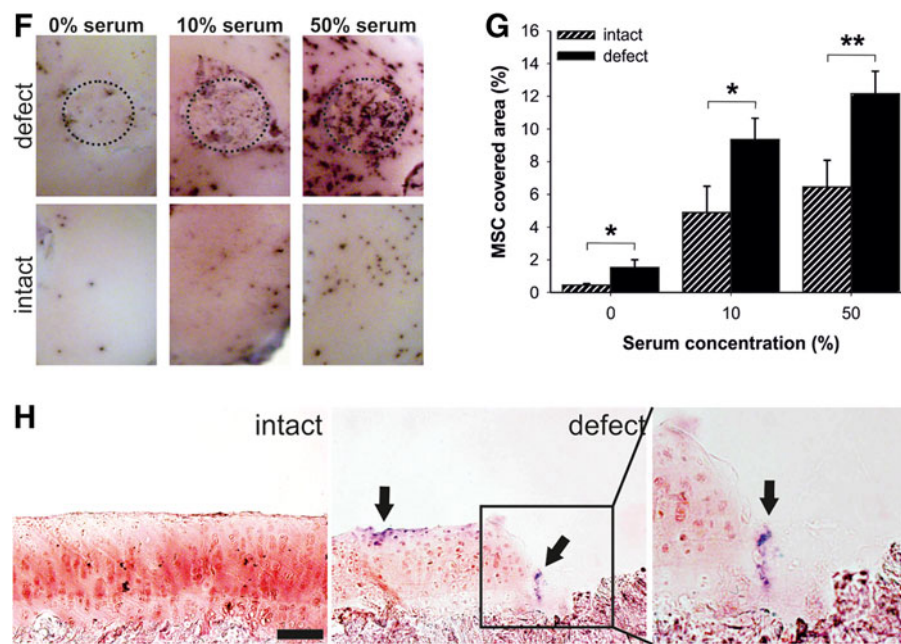 F
0% serum 10% serum 50% serum
defect
intact
G
intact
defect
MSC covered area (%)
16
14
12
10
8
6
4
2
0
*
*
**
0 10 50
Serum concentration (%)
H
intact
defect